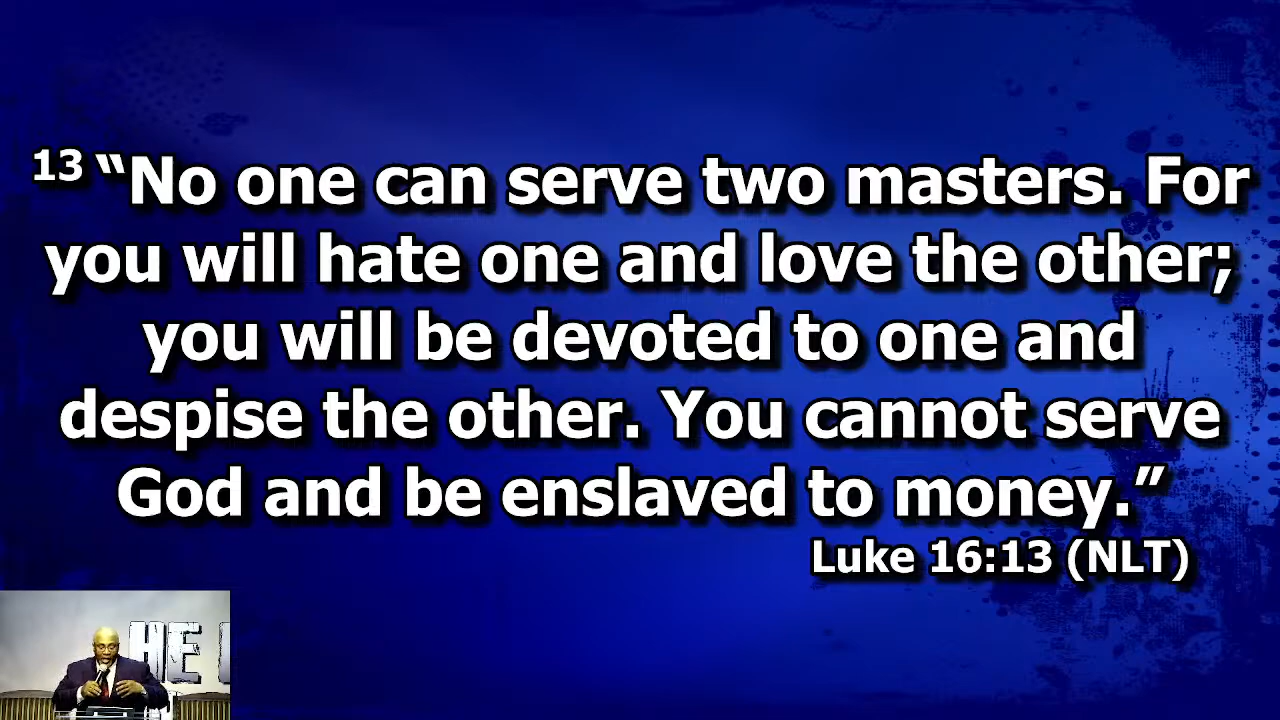 13 “No one can serve two masters. For
you will hate one and love the other;
you will be devoted to one and
despise the other. You cannot serve
God and be enslaved to money.”
Luke 16:13 (NLT)
HE